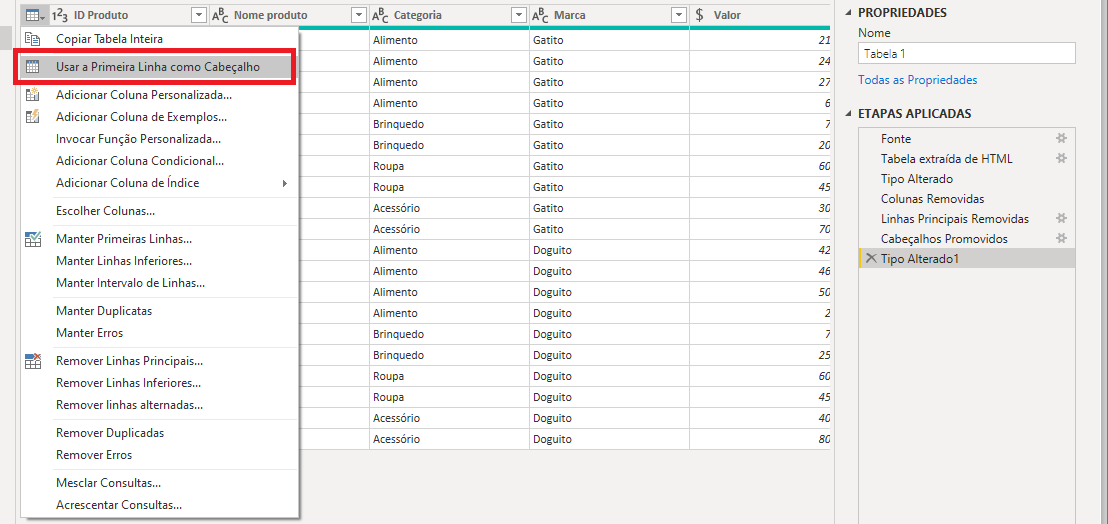 1²3 ID Produto ABC Nome produto ABC Categoria ABC Marca $ Valor
Copiar Tabela Inteira
Usar a Primeira Linha como Cabeçalho
Adicionar Coluna Personalizada...
Adicionar Coluna de Exemplos...
Invocar Função Personalizada...
Adicionar Coluna Condicional...
Adicionar Coluna de Índice
Escolher Colunas...
Manter Primeiras Linhas...
Manter Linhas Inferiores...
Manter Intervalo de Linhas...
Manter Duplicatas
Manter Erros
Remover Linhas Principais...
Remover Linhas Inferiores...
Remover linhas alternadas...
Remover Duplicadas
Remover Erros
Mesclar Consultas...
Acrescentar Consultas...
Alimento Gatito 21
Alimento Gatito 24
Alimento Gatito 27
Alimento Gatito 6
Brinquedo Gatito 7
Brinquedo Gatito 20
Roupa Gatito 60
Roupa Gatito 45
Acessório Gatito 30
Acessório Gatito 70
Alimento Doguito 42
Alimento Doguito 46
Alimento Doguito 50
Alimento Doguito 2
Brinquedo Doguito 7
Brinquedo Doguito 25
Roupa Doguito 60
Roupa Doguito 45
Acessório Doguito 40
Acessório Doguito 80
PROPRIEDADES
Nome
Tabela 1
Todas as Propriedades
ETAPAS APLICADAS
Fonte
Tabela extraída de HTML
Tipo Alterado
Colunas Removidas
Linhas Principais Removidas
Cabeçalhos Promovidos
Tipo Alterado1